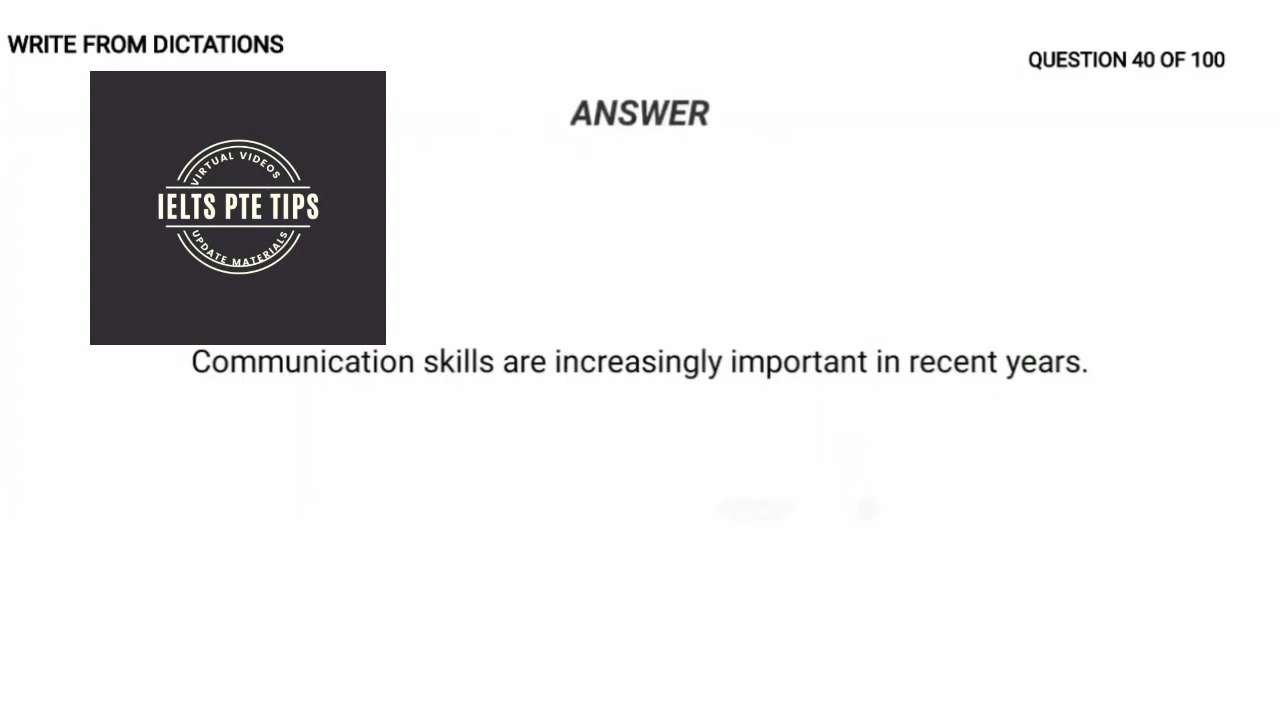 WRITE FROM DICTATIONS
QUESTION 40 OF 100
ANSWER
VIRTUAL VIDEOS
IELTS PTE TIPS
UPDATE MATERIALS
Communication skills are increasingly important in recent years.